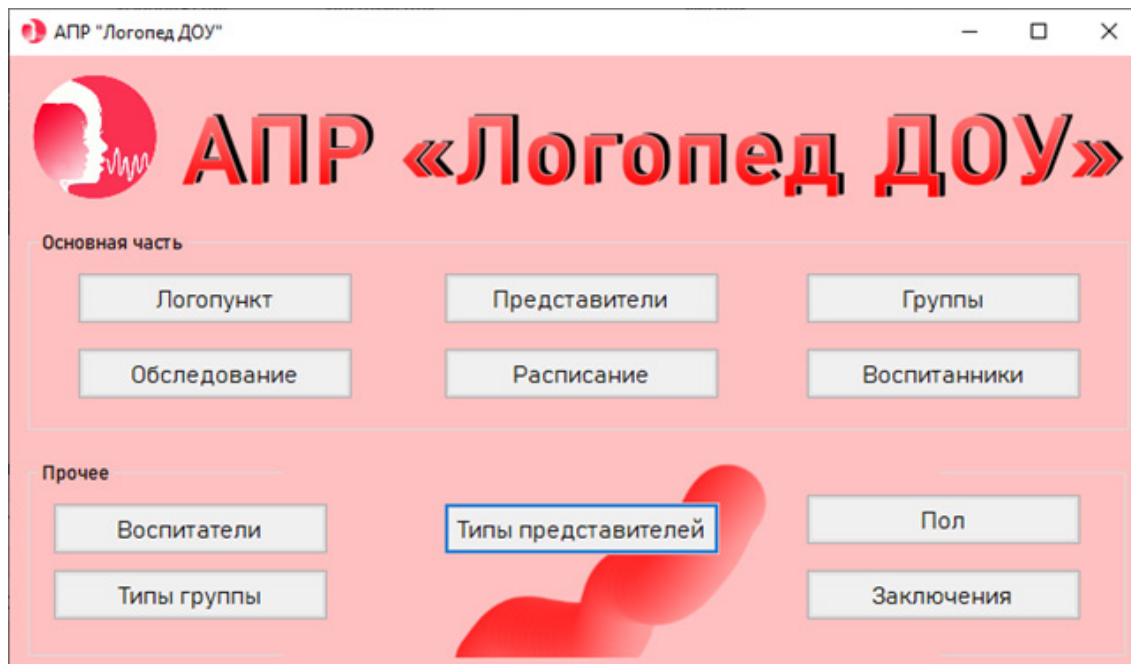 АПР "Логопед ДОУ"
АПР «Логопед ДОУ»
Основная часть
Логопункт Представители Группы
Обследование Расписание Воспитанники
Прочее
Воспитатели Типы представителей Пол
Типы группы Заключения